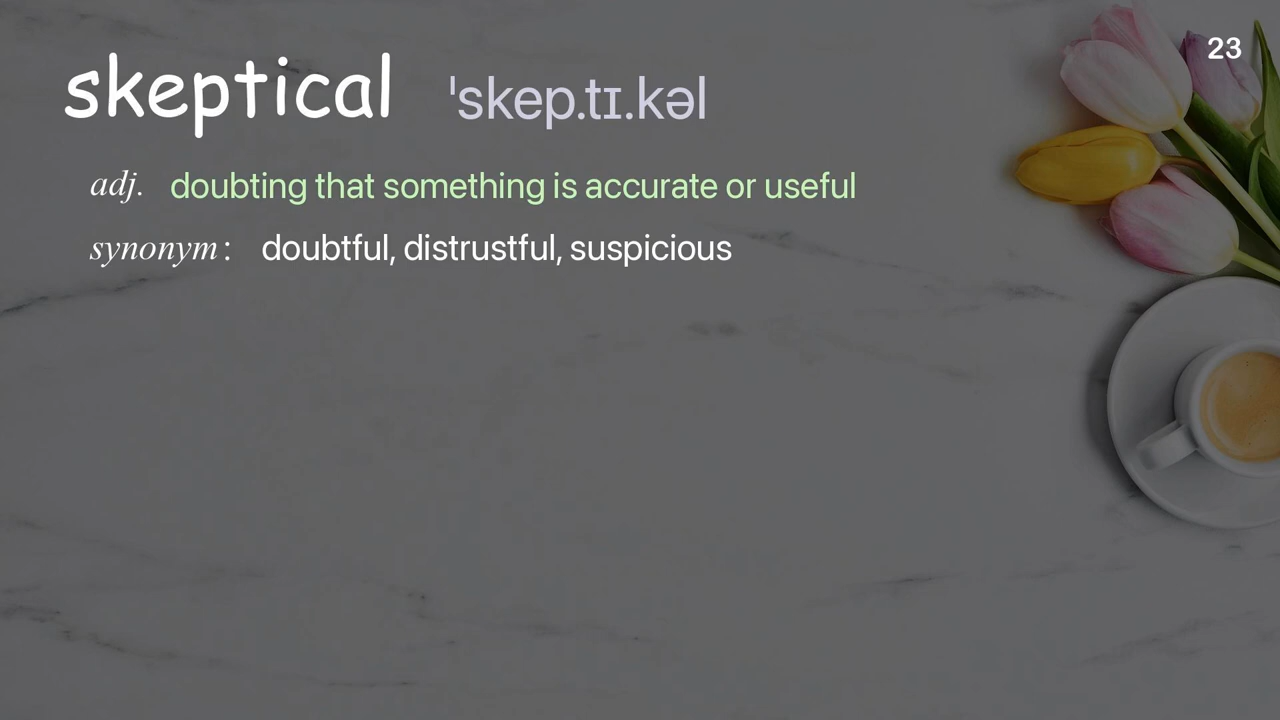 23
skeptical ˈskep.tɪ.kəl
adj. doubting that something is accurate or useful
synonym: doubtful, distrustful, suspicious